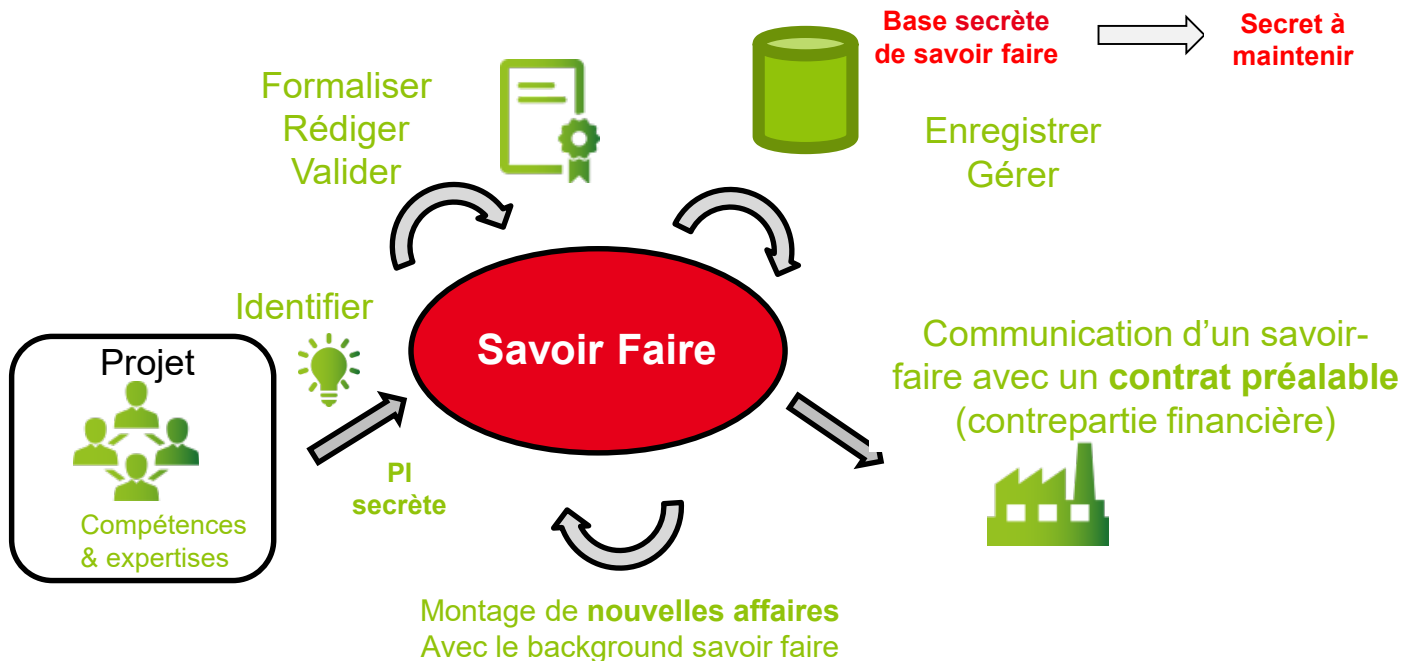 Base secrète
de savoir faire
Secret à
maintenir
Formaliser
Rédiger
Valider
Enregistrer
Gérer
Identifier
Projet
Compétences
& expertises
PI
secrète
Savoir Faire
Communication d’un savoir-
faire avec un contrat préalable
(contrepartie financière)
Montage de nouvelles affaires
Avec le background savoir faire